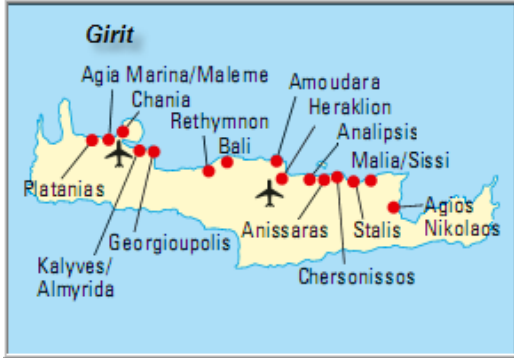 Girit
Agia Marina/Maleme
Chania
Rethymnon
Bali
Amoudara
Heraklion
Analipsis
Malia/Sissi
Platanias
Georgioupolis
Kalyves/
Almyrida
Anissaras
Stalis
Agios
Nikolaos
Chersonissos